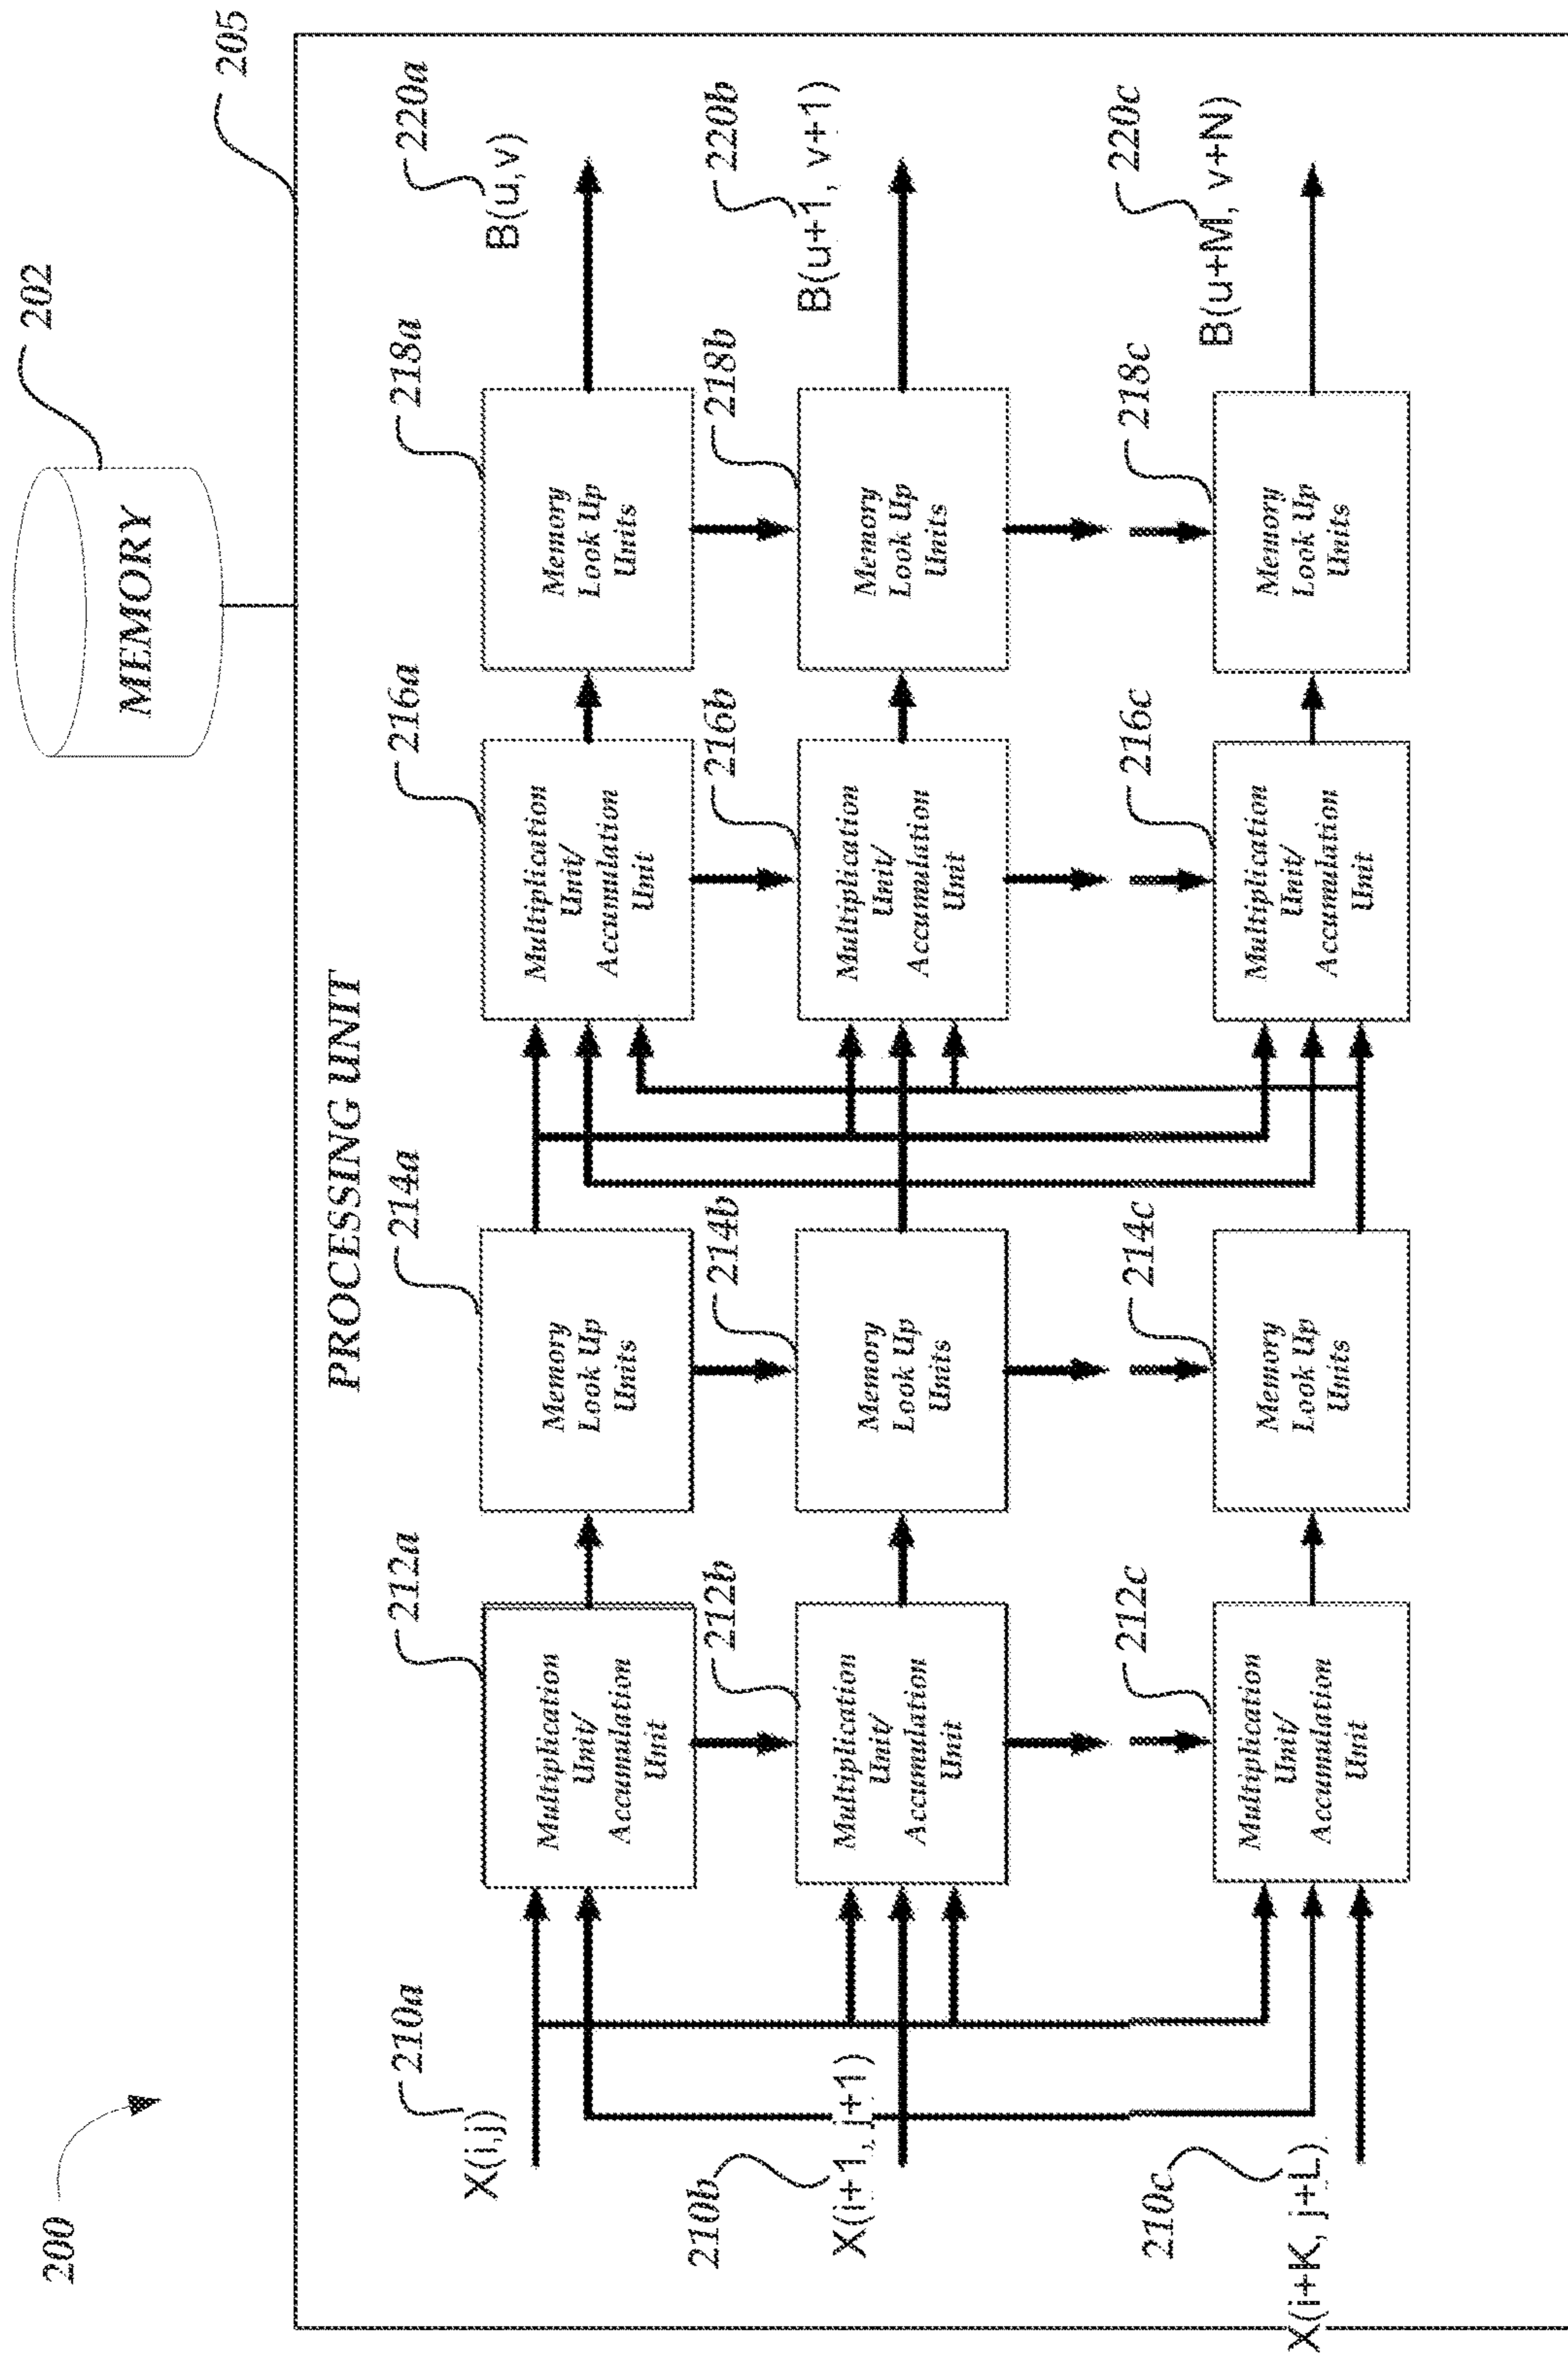 200
MEMORY
202
205
PROCESSING UNIT
210a
X(i,j)
212a
Multiplication
Unit/
Accumulation
Unit
214a
Memory
Look Up
Units
216a
Multiplication
Unit/
Accumulation
Unit
218a
Memory
Look Up
Units
220a
B(u,v)
210b
X(i+1, j+1)
212b
Multiplication
Unit/
Accumulation
Unit
214b
Memory
Look Up
Units
216b
Multiplication
Unit/
Accumulation
Unit
218b
Memory
Look Up
Units
220b
B(u+1, v+1)
210c
X(i+K, j+L)
212c
Multiplication
Unit/
Accumulation
Unit
214c
Memory
Look Up
Units
216c
Multiplication
Unit/
Accumulation
Unit
218c
Memory
Look Up
Units
220c
B(u+M, v+N)